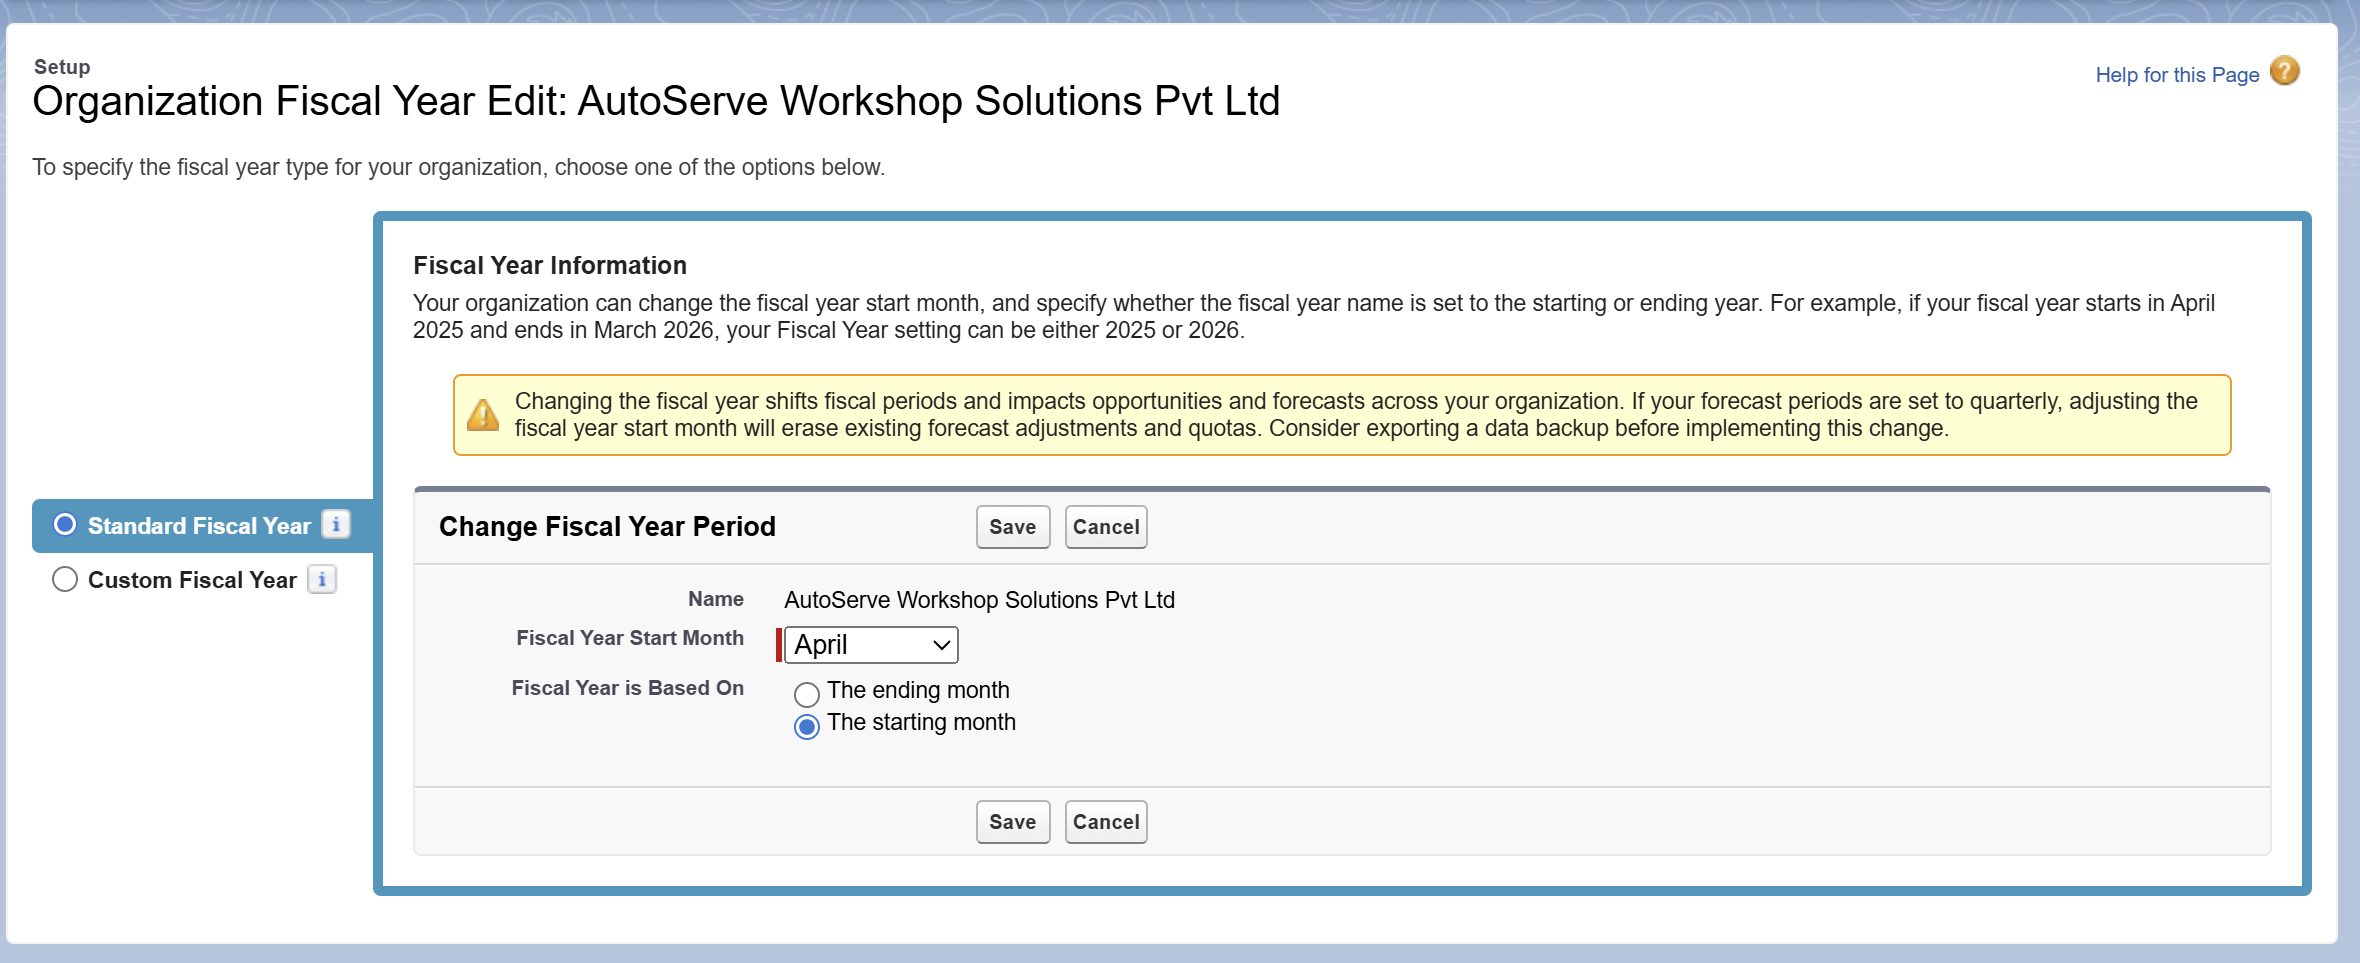 Setup
Organization Fiscal Year Edit: AutoServe Workshop Solutions Pvt Ltd
Help for this Page
?
To specify the fiscal year type for your organization, choose one of the options below.
Standard Fiscal Year i
Custom Fiscal Year i
Fiscal Year Information
Your organization can change the fiscal year start month, and specify whether the fiscal year name is set to the starting or ending year. For example, if your fiscal year starts in April
2025 and ends in March 2026, your Fiscal Year setting can be either 2025 or 2026.
Changing the fiscal year shifts fiscal periods and impacts opportunities and forecasts across your organization. If your forecast periods are set to quarterly, adjusting the
fiscal year start month will erase existing forecast adjustments and quotas. Consider exporting a data backup before implementing this change.
Change Fiscal Year Period Save Cancel
Name AutoServe Workshop Solutions Pvt Ltd
Fiscal Year Start Month April
Fiscal Year is Based On The ending month
The starting month
Save Cancel